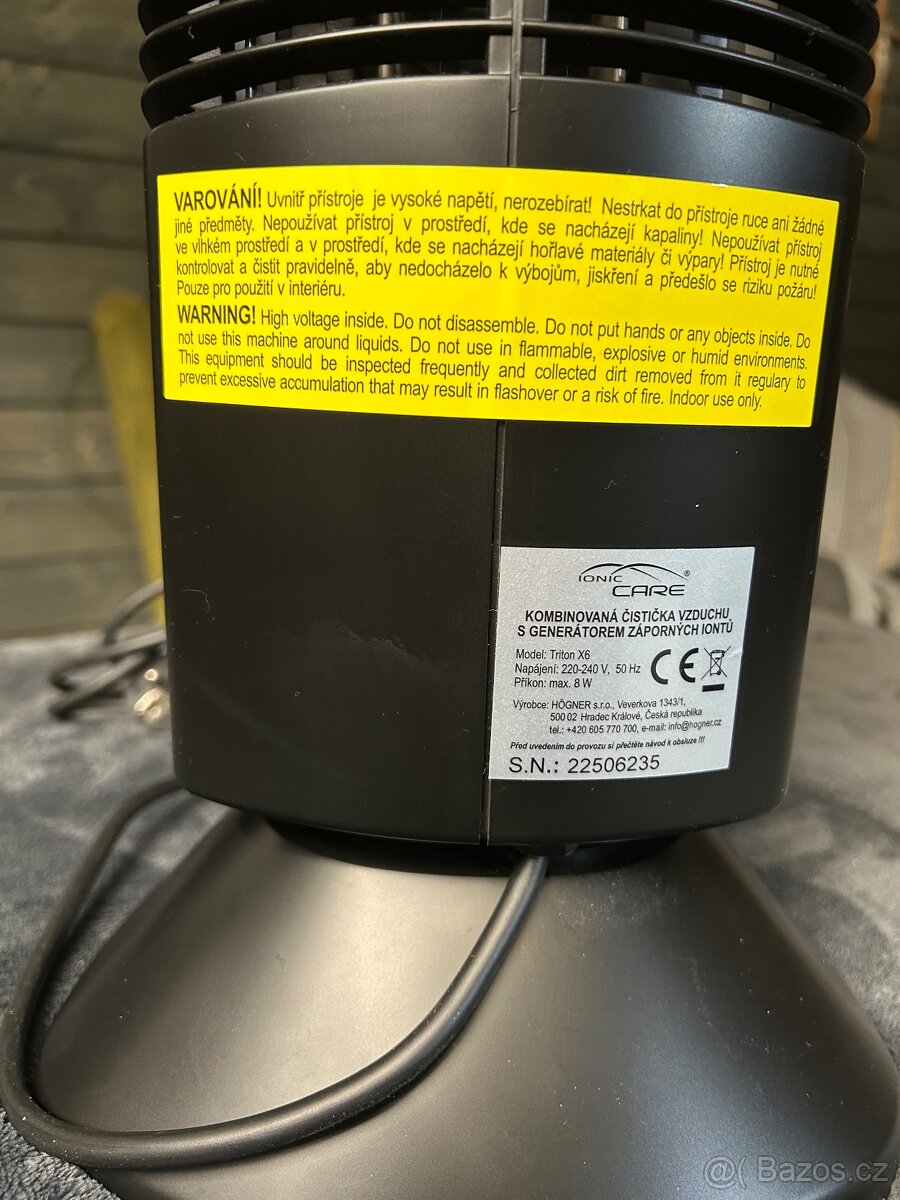 VAROVÁNÍ! Uvnitř přístroje je vysoké napětí, nerozebírat! Nestrkat do přístroje ruce ani žádné
jiné předměty. Nepoužívat přístroj v prostředí, kde se nacházejí kapaliny! Nepoužívat přístroj
ve vlhkém prostředí a v prostředí, kde se nacházejí hořlavé materiály či výpary! Přístroj je nutné
kontrolovat a čistit pravidelně, aby nedocházelo k výbojům, jiskření a předešlo se riziku požáru!
Pouze pro použití v interiéru.
WARNING! High voltage inside. Do not disassemble. Do not put hands or any objects inside. Do
not use this machine around liquids. Do not use in flammable, explosive or humid environments.
This equipment should be inspected frequently and collected dirt removed from it regulary to
prevent excessive accumulation that may result in flashover or a risk of fire. Indoor use only.
IONIC ®
CARE
KOMBINOVANÁ ČISTIČKA VZDUCHU
S GENERÁTOREM ZÁPORNÝCH IONTŮ
Model: Triton X6
Napájení: 220-240 V, 50 Hz
Příkon: max. 8 W
CE
Výrobce: HÖGNER s.r.o., Veverkova 1343/1,
500 02 Hradec Králové, Česká republika
tel.: +420 605 770 700, e-mail: info@hogner.cz
Před uvedením do provozu si přečtěte návod k obsluze !!!
S.N.: 22506235
@( Bazos.cz